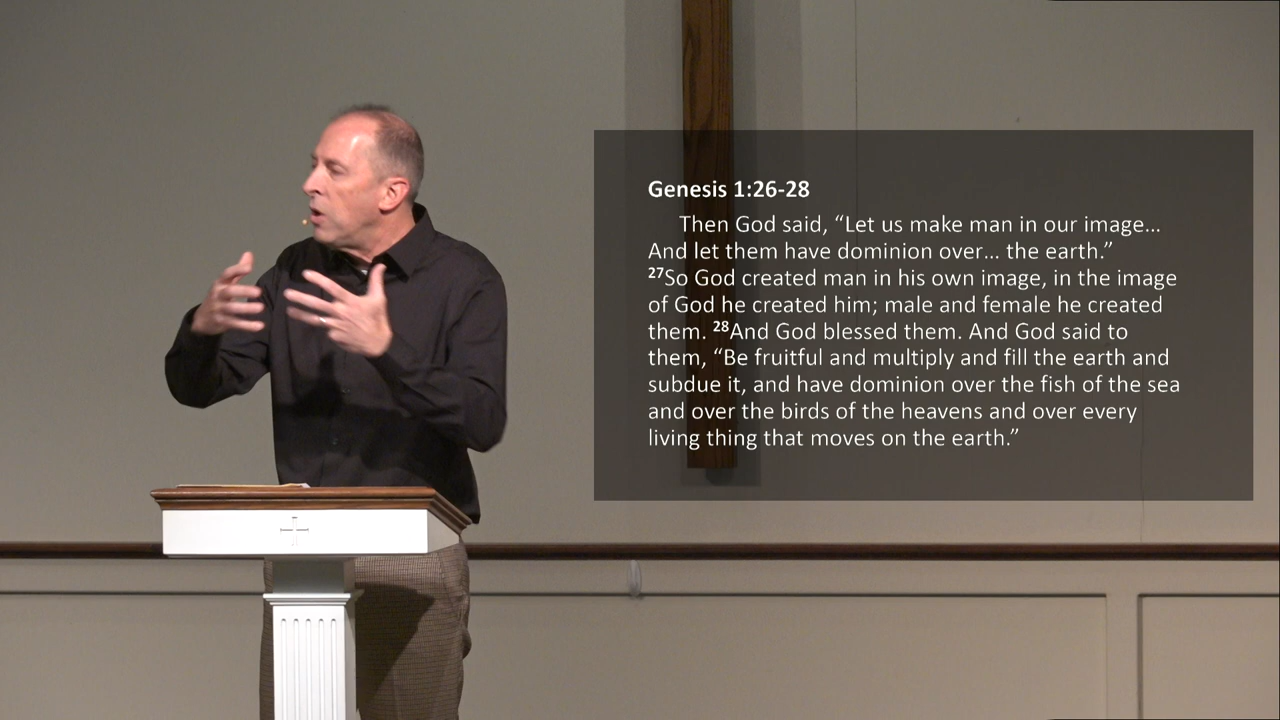 Genesis 1:26-28
Then God said, “Let us make man in our image…
And let them have dominion over… the earth.”
27So God created man in his own image, in the image
of God he created him; male and female he created
them. 28And God blessed them. And God said to
them, “Be fruitful and multiply and fill the earth and
subdue it, and have dominion over the fish of the sea
and over the birds of the heavens and over every
living thing that moves on the earth.”